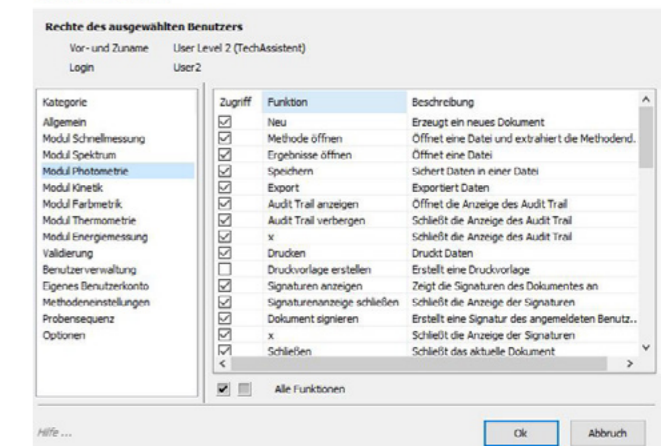 Rechte des ausgewählten Benutzers
Vor- und Zuname User Level 2 (TechAssistent)
Login User2
Kategorie
Allgemein
Modul Schnellmessung
Modul Spektrum
Modul Photometrie
Modul Kinetik
Modul Farbmetrik
Modul Thermometrie
Modul Energiemessung
Validierung
Benutzerverwaltung
Eigenes Benutzerkonto
Methodeneinstellungen
Probensequenz
Optionen
Zugriff Funktion Beschreibung
Neu Erzeugt ein neues Dokument
Methode öffnen Öffnet eine Datei und extrahiert die Methodend.
Ergebnisse öffnen Öffnet eine Datei
Speichern Sichert Daten in einer Datei
Export Exportiert Daten
Audit Trail anzeigen Öffnet die Anzeige des Audit Trail
Audit Trail verbergen Schließt die Anzeige des Audit Trail
x Schließt die Anzeige des Audit Trail
Drucken Druckt Daten
Druckvorlage erstellen Erstellt eine Druckvorlage
Signaturen anzeigen Zeigt die Signaturen des Dokumentes an
Signaturenanzeige schließen Schließt die Anzeige der Signaturen
Dokument signieren Erstellt eine Signatur des angemeldeten Benutz..
x Schließt die Anzeige der Signaturen
Schließen Schließt das aktuelle Dokument
Alle Funktionen
Hilfe ...
Ok Abbruch